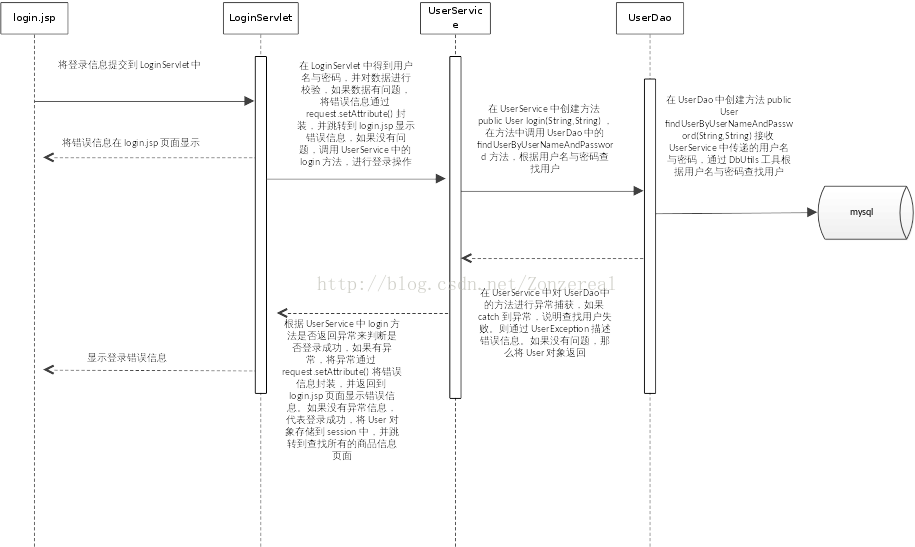 login.jsp
LoginServlet
UserServic
e
UserDao
将登录信息提交到 LoginServlet 中
将错误信息在 login.jsp 页面显示
显示登录错误信息
在 LoginServlet 中得到用户
名与密码，并对数据进行
校验，如果数据有问题，
将错误信息通过
request.setAttribute() 封
装，并跳转到 login.jsp 显示
错误信息，如果没有问
题，调用 UserService 中的
login 方法，进行登录操作
根据 UserService 中 login 方
法是否返回异常来判断是
否登录成功，如果有异
常，将异常通过
request.setAttribute() 将错误
信息封装，并返回到
login.jsp 页面显示错误信
息。如果没有异常信息，
代表登录成功，将 User 对
象存储到 session 中，并跳
转到查找所有的商品信息
页面
在 UserService 中创建方法
public User login(String,String) ，
在方法中调用 UserDao 中的
findUserByUserNameAndPasswor
d 方法，根据用户名与密码查
找用户
http://blog.csdn.net/Zonzereal
在 UserService 中对 UserDao 中
的方法进行异常捕获，如果
catch 到异常，说明查找用户失
败。则通过 UserException 描述
错误信息。如果没有问题，那
么将 User 对象返回
在 UserDao 中创建方法 public
User
findUserByUserNameAndPassw
ord(String,String) 接收
UserService 中传递的用户名
与密码，通过 DbUtils 工具根
据用户名与密码查找用户
mysql